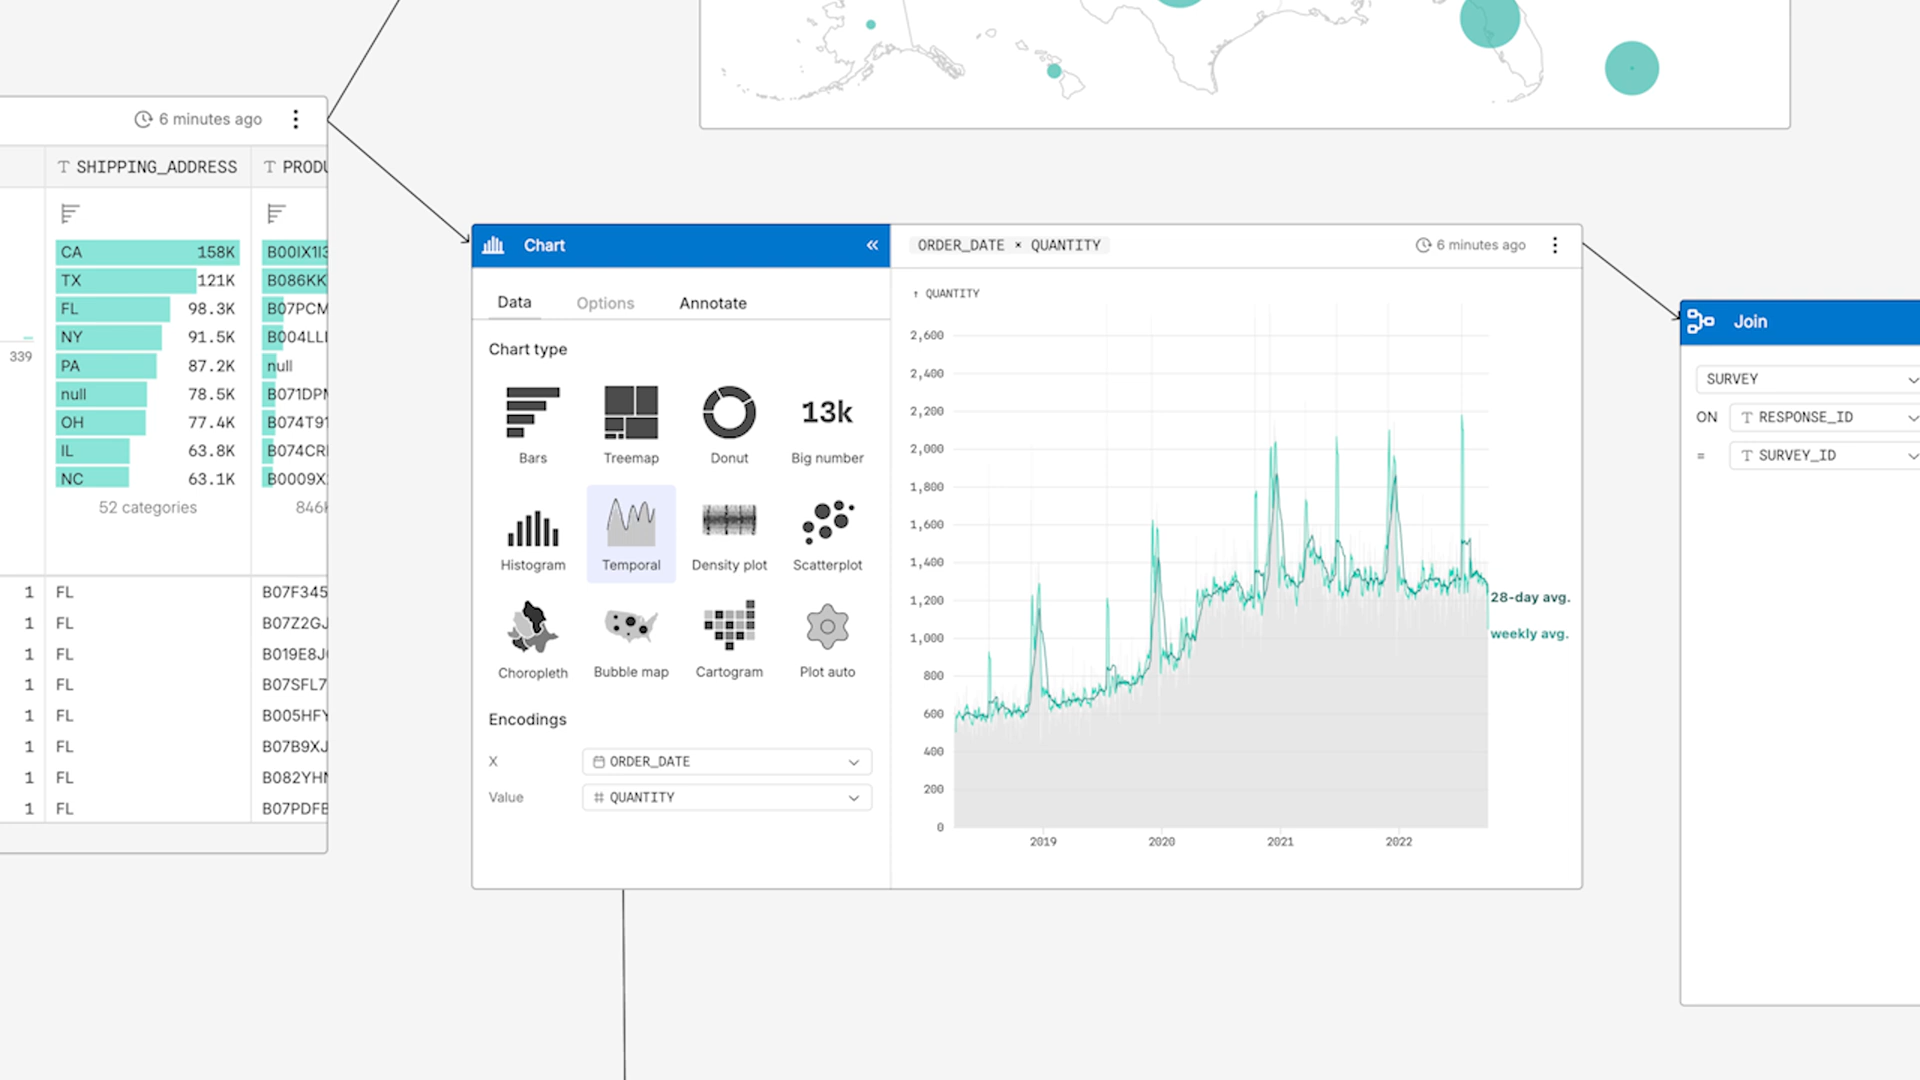 6 minutes ago
SHIPPING_ADDRESS
CA 158K
TX 121K
FL 98.3K
NY 91.5K
PA 87.2K
null 78.5K
OH 77.4K
IL 63.8K
NC 63.1K
52 categories
339
PRODU
B00IX1I3
B086KK
B07PCM
B004LLI
null
B071DPM
B074T91
B074CRI
B0009X
846K
1 FL B07F345
1 FL B07Z2GJ
1 FL B019E8J
1 FL B07SFL7
1 FL B005HFY
1 FL B07B9XJ
1 FL B082YHM
1 FL B07PDFB
Chart
Data Options Annotate
Chart type
Bars Treemap Donut
13k
Big number
Histogram Temporal Density plot Scatterplot
Choropleth Bubble map Cartogram Plot auto
Encodings
X ORDER_DATE
Value # QUANTITY
ORDER_DATE × QUANTITY
6 minutes ago
↑ QUANTITY
2,600
2,400
2,200
2,000
1,800
1,600
1,400
1,200
1,000
800
600
400
200
0
2019 2020 2021 2022
28-day avg.
weekly avg.
Join
SURVEY
ON RESPONSE_ID
= SURVEY_ID